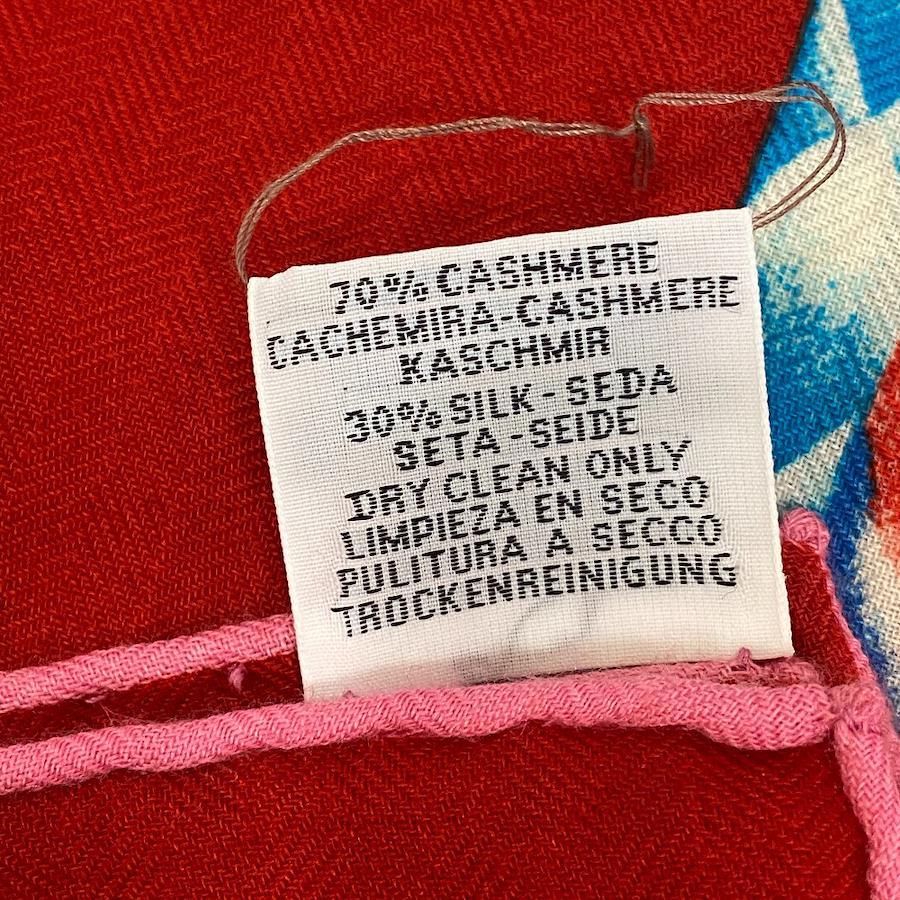 70% CASHMERE
CACHEMIRA-CASHMERE
KASCHMIR
30% SILK-SEDA
SETA-SEIDE
DRY CLEAN ONLY
LIMPIEZA EN SECO
PULITURA A SECCO
TROCKENREINIGUNG